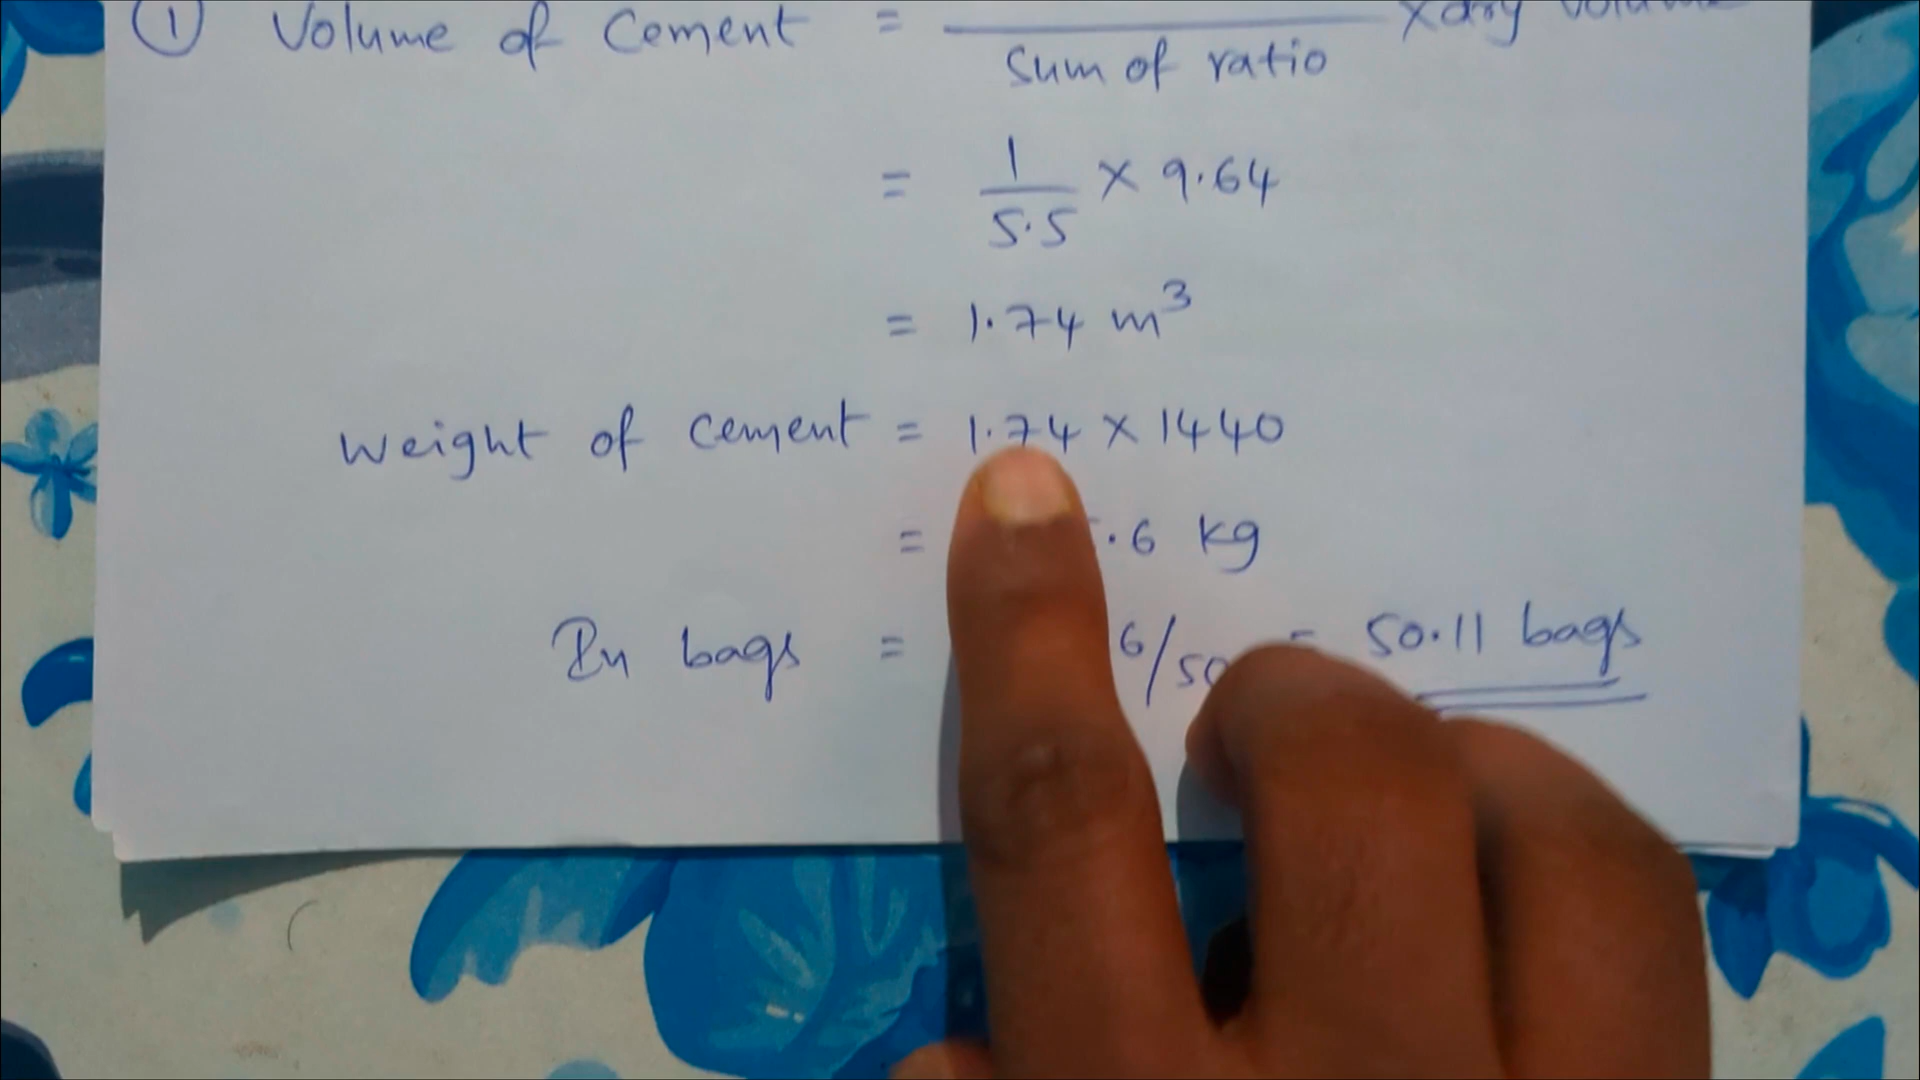 ① Volume of Cement = / sum of ratio x dry volume
= 1/5.5 × 9.64
= 1.74 m³
Weight of cement = 1.74 × 1440
= .6 kg
In bags = 6/50 = 50.11 bags